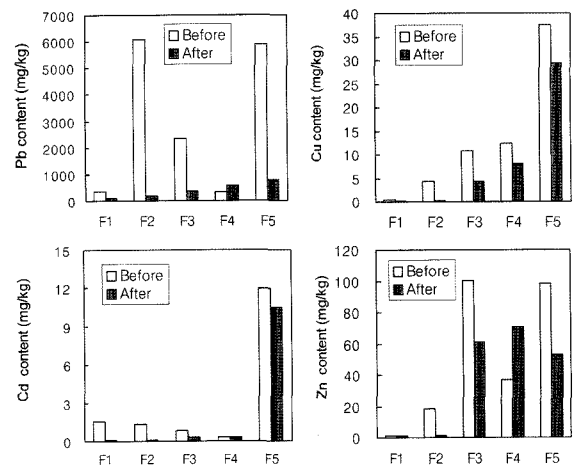 Pb content (mg/kg)
7000
6000
5000
4000
3000
2000
1000
0
Before
After
F1 F2 F3 F4 F5
Cu content (mg/kg)
40
35
30
25
20
15
10
5
0
Before
After
F1 F2 F3 F4 F5
Cd content (mg/kg)
15
12
9
6
3
0
Before
After
F1 F2 F3 F4 F5
Zn content (mg/kg)
120
100
80
60
40
20
0
Before
After
F1 F2 F3 F4 F5